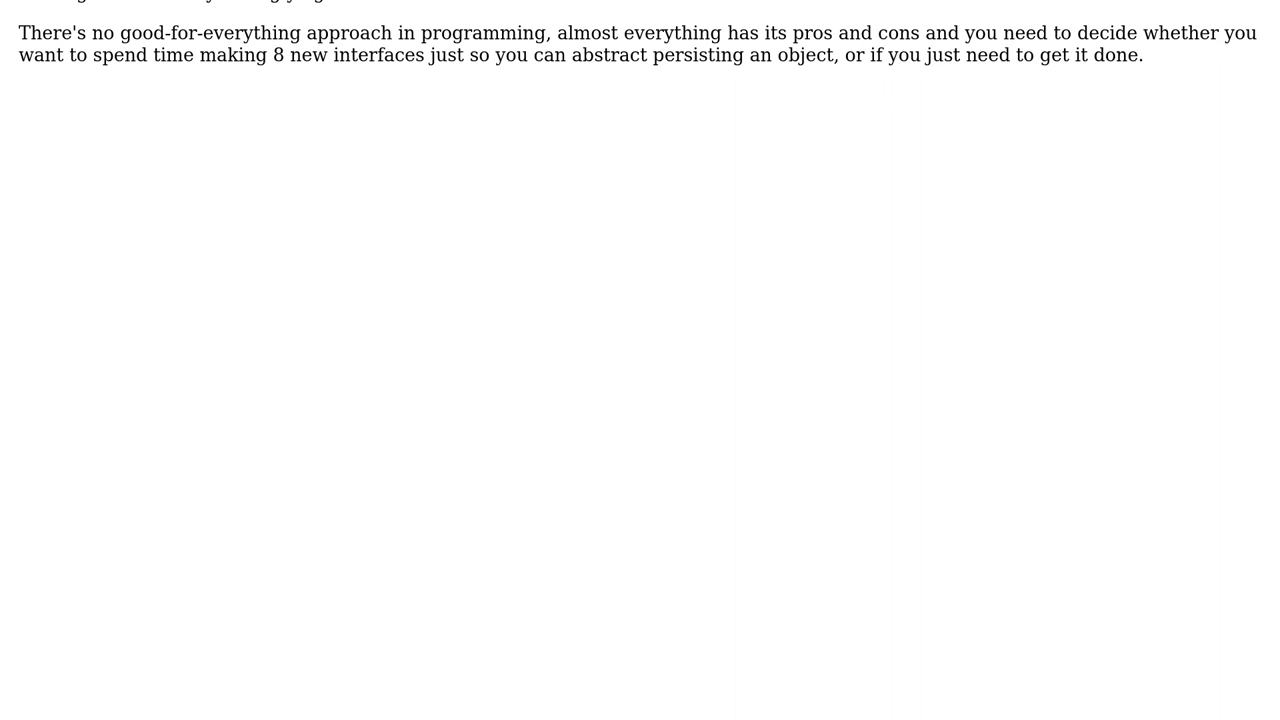 There's no good-for-everything approach in programming, almost everything has its pros and cons and you need to decide whether you
want to spend time making 8 new interfaces just so you can abstract persisting an object, or if you just need to get it done.